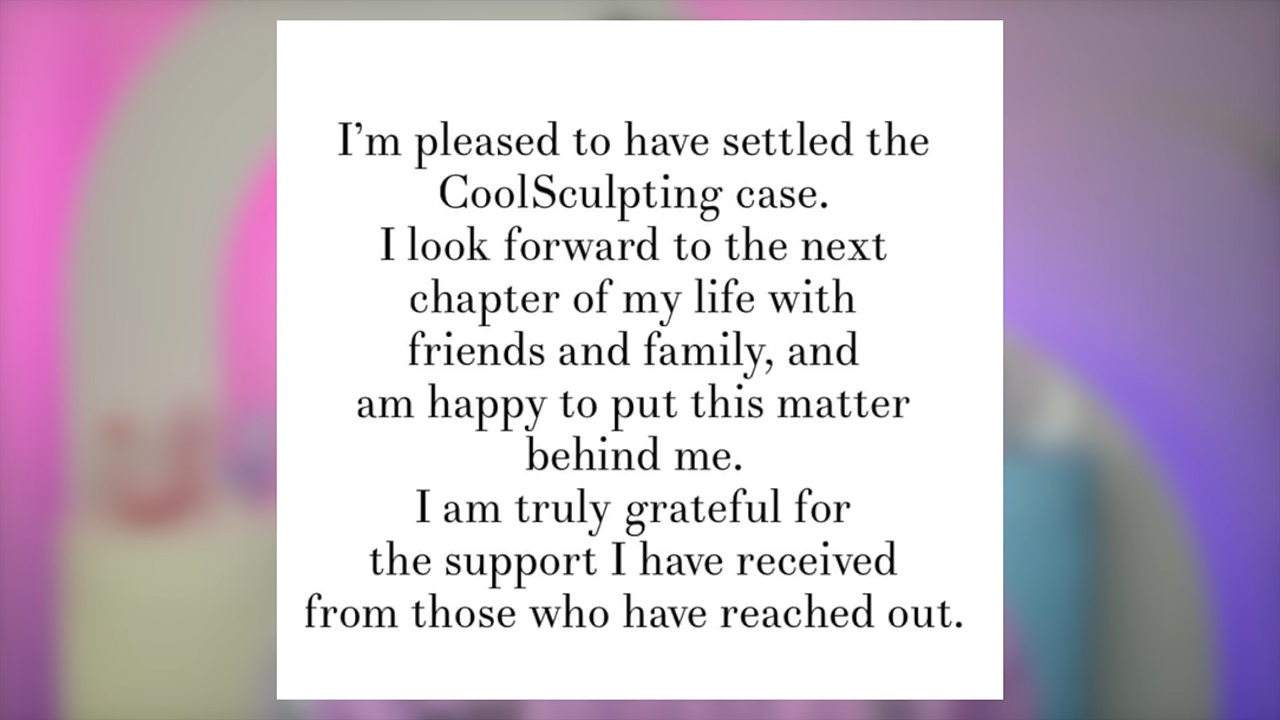 I’m pleased to have settled the
CoolSculpting case.
I look forward to the next
chapter of my life with
friends and family, and
am happy to put this matter
behind me.
I am truly grateful for
the support I have received
from those who have reached out.